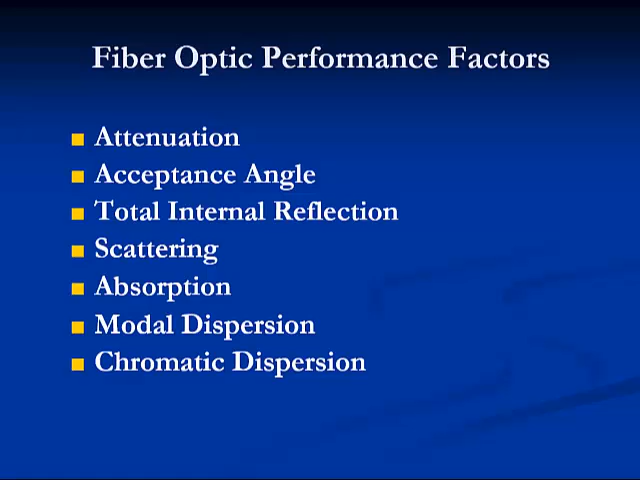 Fiber Optic Performance Factors
Attenuation
Acceptance Angle
Total Internal Reflection
Scattering
Absorption
Modal Dispersion
Chromatic Dispersion